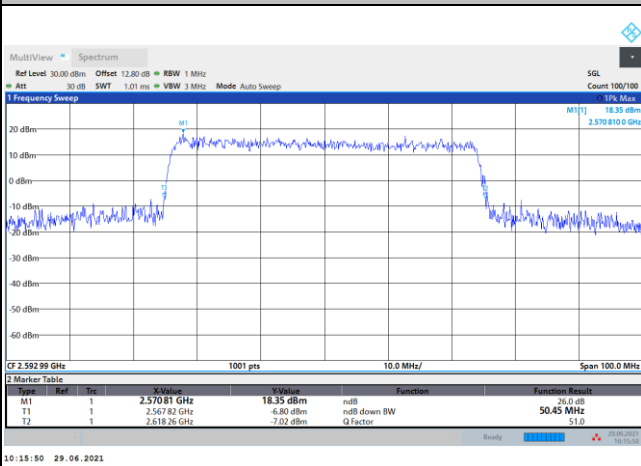 MultiView Spectrum
Ref Level 30.00 dBm Offset 12.80 dB RBW 1 MHz SGL
Att 30 dB SWT 1.01 ms VBW 3 MHz Mode Auto Sweep Count 100/100
1 Frequency Sweep 1Pk Max
M1[1] 18.35 dBm
2.570 810 0 GHz
M1
20 dBm
10 dBm
0 dBm
T1
-10 dBm
-20 dBm
-30 dBm
-40 dBm
-50 dBm
-60 dBm
CF 2.592 99 GHz 1001 pts 10.0 MHz/ Span 100.0 MHz
2 Marker Table
Type Ref Trc X-Value Y-Value Function Function Result
M1 1 2.570 81 GHz 18.35 dBm ndB 26.0 dB
T1 1 2.567 82 GHz -6.80 dBm ndB down BW 50.45 MHz
T2 1 2.618 26 GHz -7.02 dBm Q Factor 51.0
Ready 29.06.2021
10:15:50
10:15:50 29.06.2021